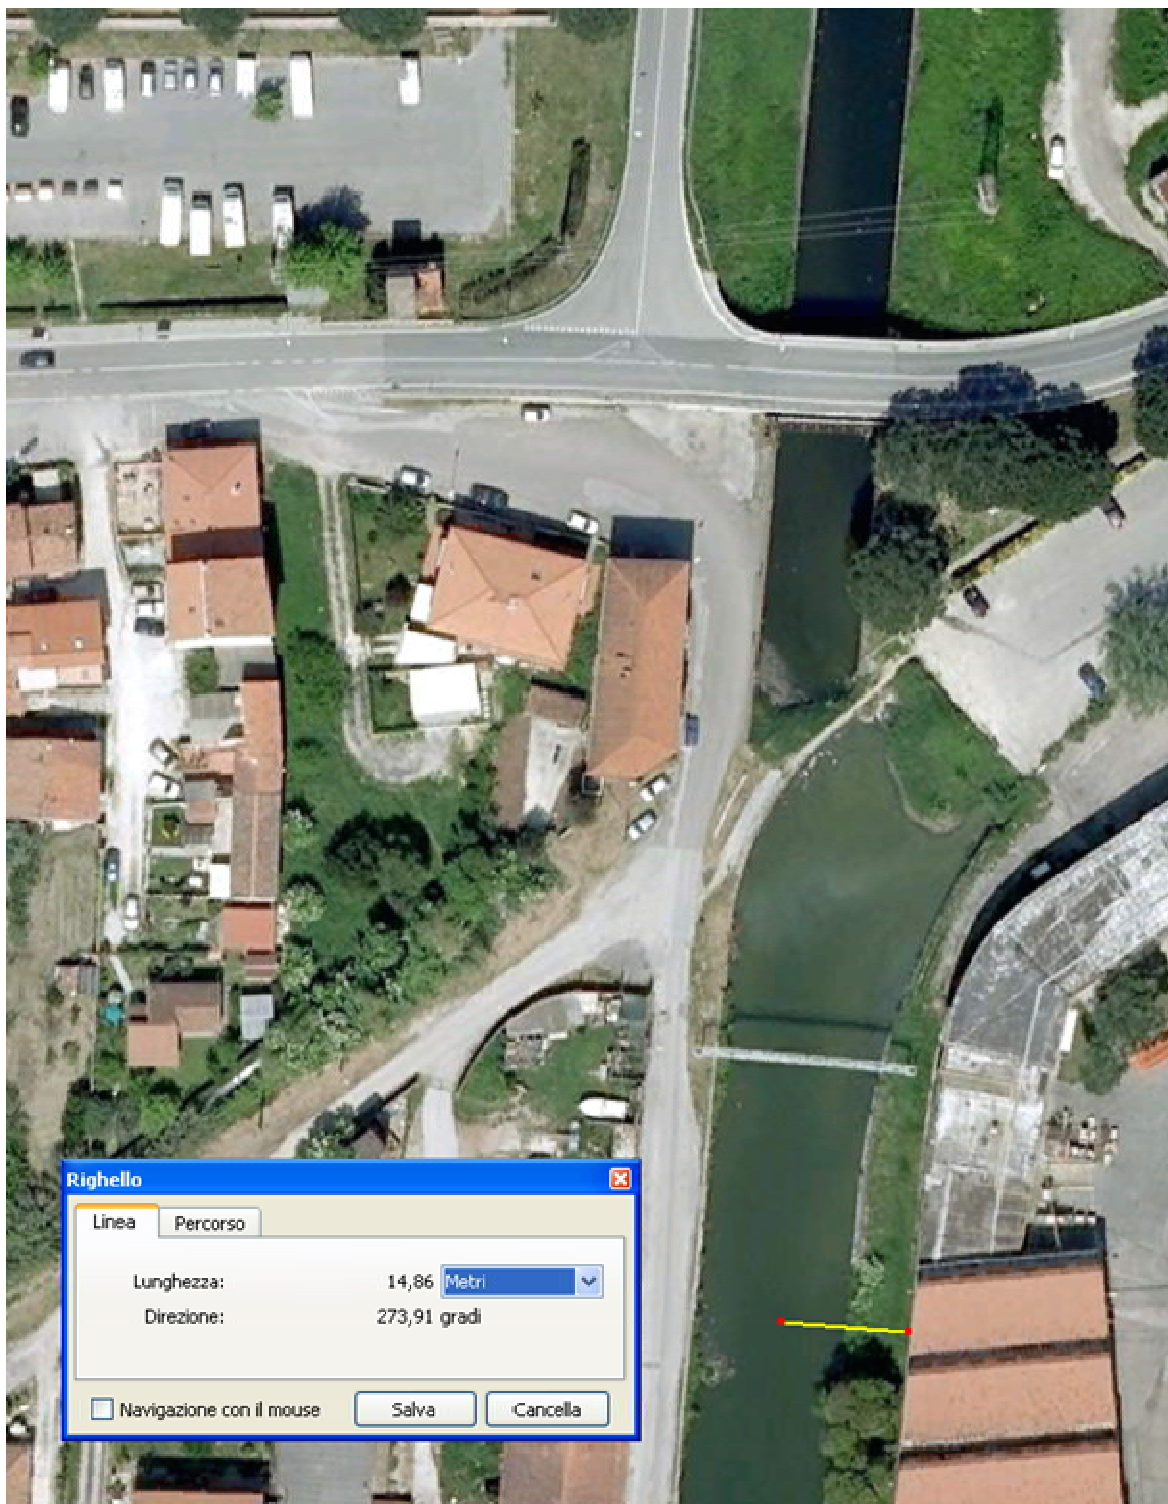 Righello
Linea Percorso
Lunghezza: 14,86 Metri
Direzione: 273,91 gradi
Navigazione con il mouse Salva Cancella